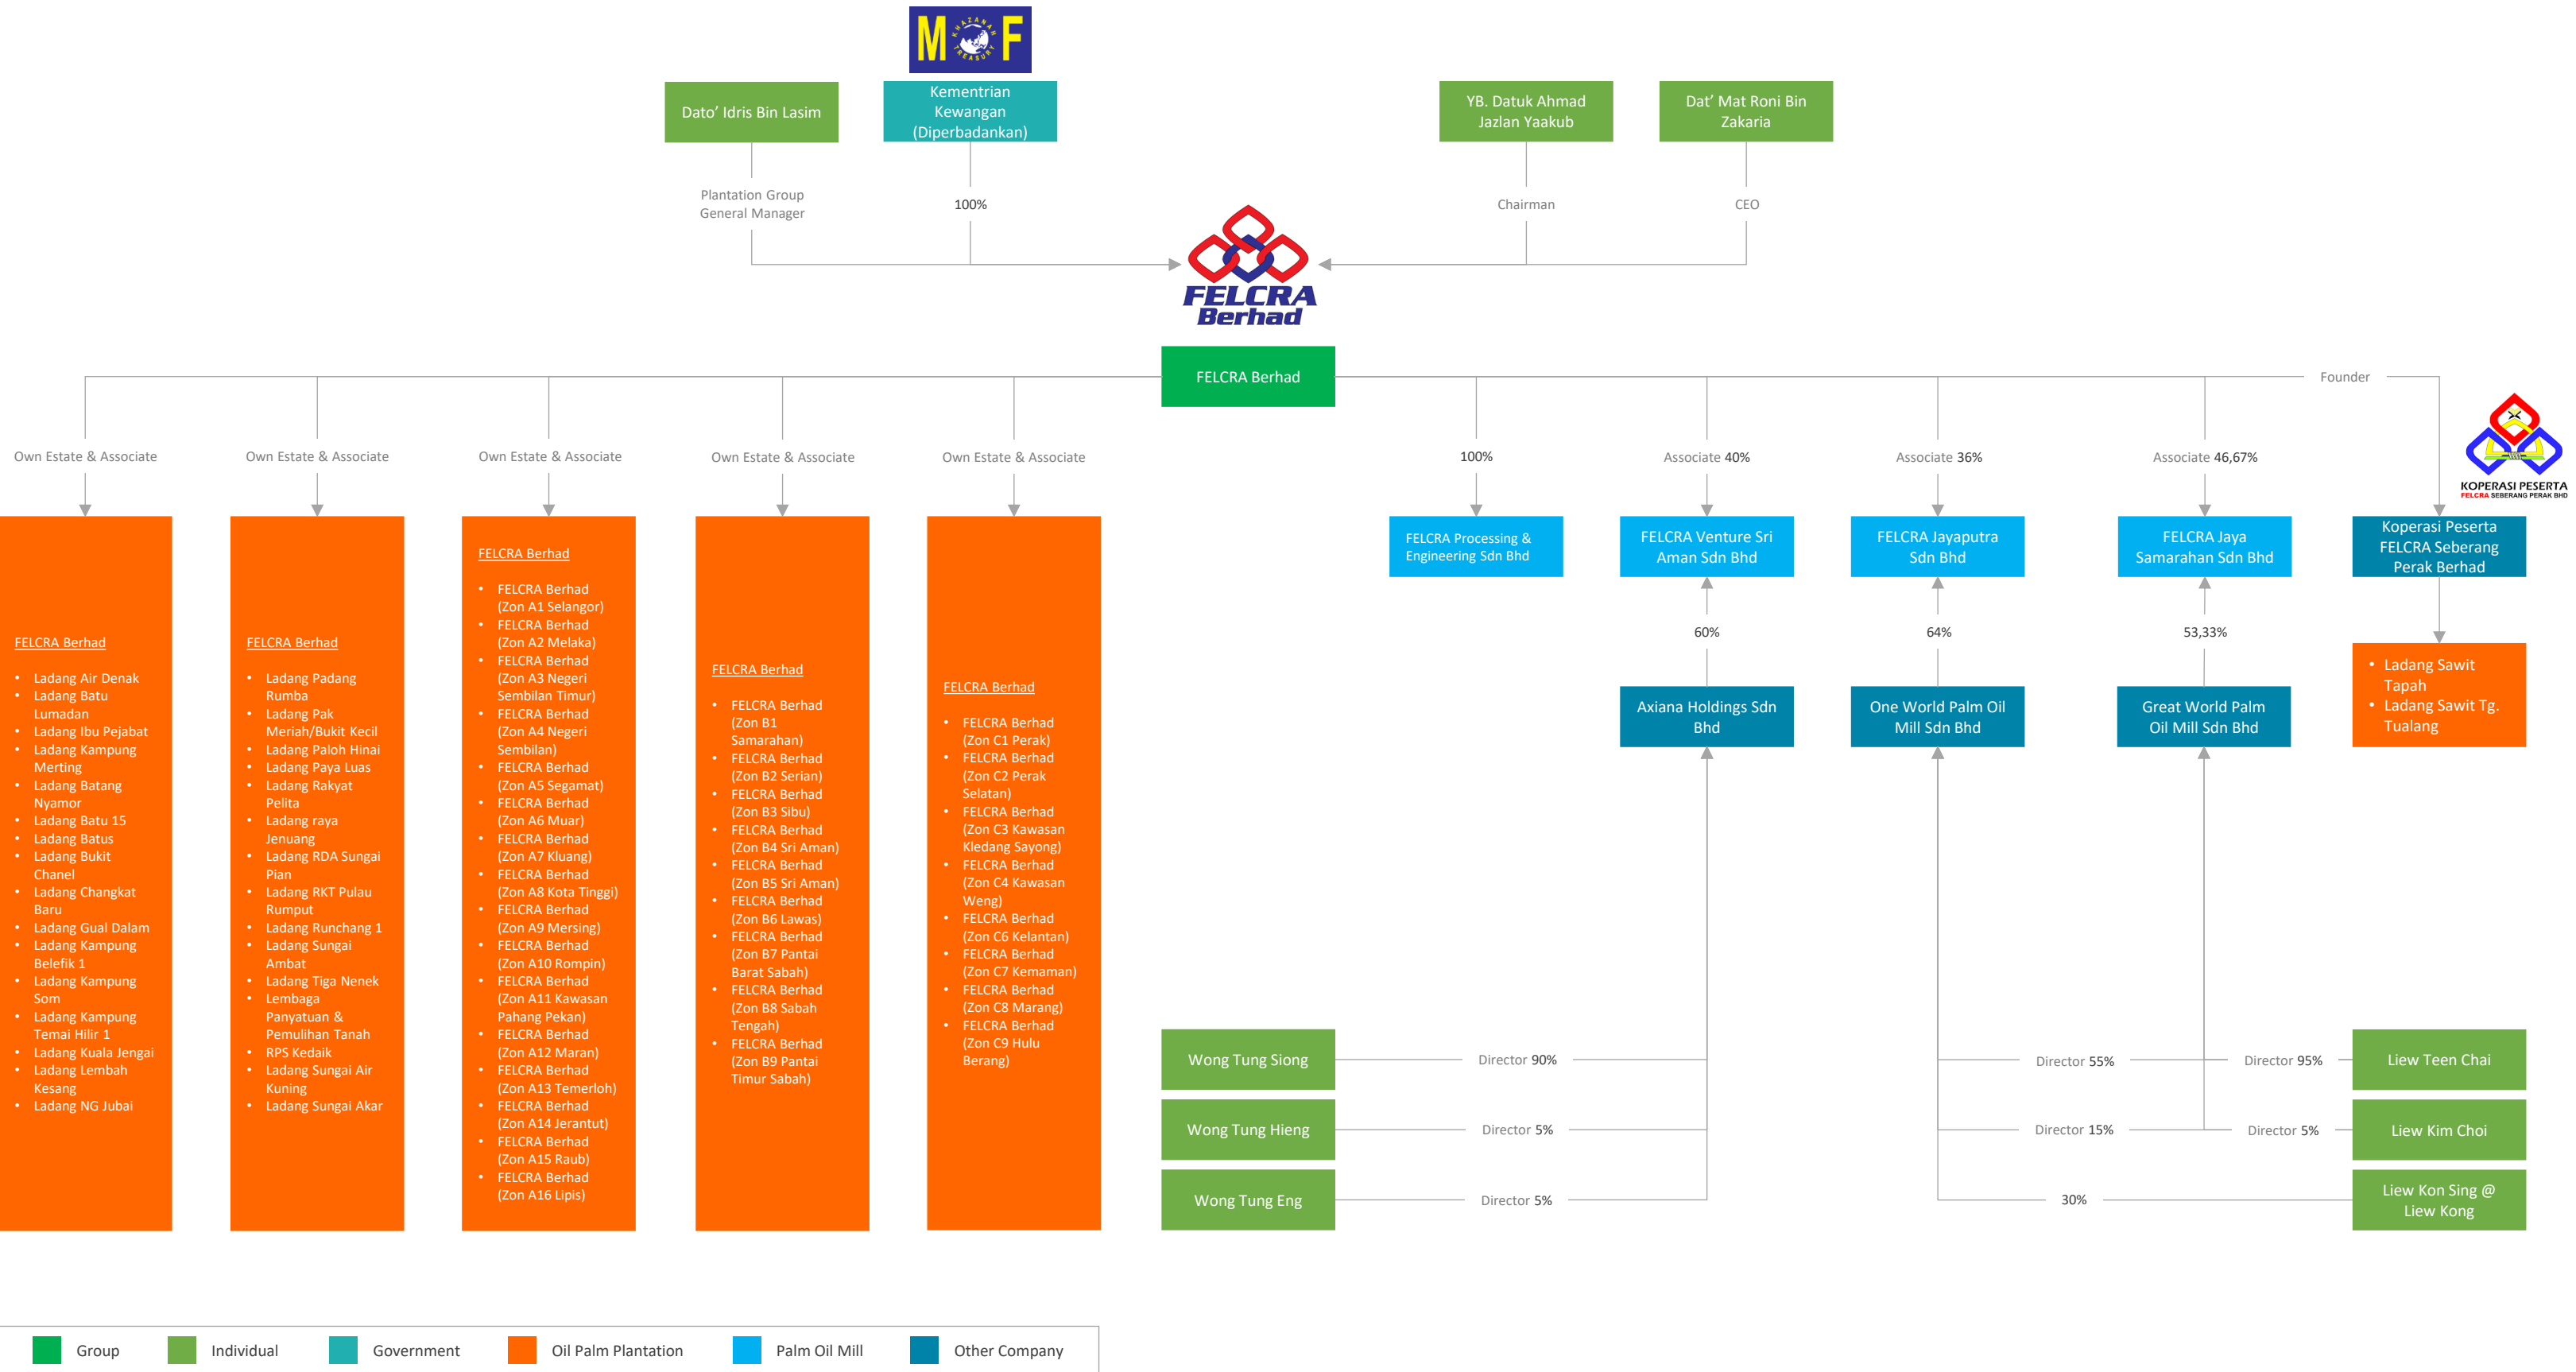 M F
KHAZANAH
TREASURY
Dato’ Idris Bin Lasim
Kementrian
Kewangan
(Diperbadankan)
YB. Datuk Ahmad
Jazlan Yaakub
Dat’ Mat Roni Bin
Zakaria
Plantation Group
General Manager
100%
Chairman
CEO
FELCRA
Berhad
FELCRA Berhad
Founder
Own Estate & Associate
Own Estate & Associate
Own Estate & Associate
Own Estate & Associate
Own Estate & Associate
100%
Associate 40%
Associate 36%
Associate 46,67%
KOPERASI PESERTA
FELCRA SEBERANG PERAK BHD
FELCRA Berhad
• Ladang Air Denak
• Ladang Batu
Lumadan
• Ladang Ibu Pejabat
• Ladang Kampung
Merting
• Ladang Batang
Nyamor
• Ladang Batu 15
• Ladang Batus
• Ladang Bukit
Chanel
• Ladang Changkat
Baru
• Ladang Gual Dalam
• Ladang Kampung
Belefik 1
• Ladang Kampung
Som
• Ladang Kampung
Temai Hilir 1
• Ladang Kuala Jengai
• Ladang Lembah
Kesang
• Ladang NG Jubai
FELCRA Berhad
• Ladang Padang
Rumba
• Ladang Pak
Meriah/Bukit Kecil
• Ladang Paloh Hinai
• Ladang Paya Luas
• Ladang Rakyat
Pelita
• Ladang raya
Jenuang
• Ladang RDA Sungai
Pian
• Ladang RKT Pulau
Rumput
• Ladang Runchang 1
• Ladang Sungai
Ambat
• Ladang Tiga Nenek
• Lembaga
Panyatuan &
Pemulihan Tanah
• RPS Kedaik
• Ladang Sungai Air
Kuning
• Ladang Sungai Akar
FELCRA Berhad
• FELCRA Berhad
(Zon A1 Selangor)
• FELCRA Berhad
(Zon A2 Melaka)
• FELCRA Berhad
(Zon A3 Negeri
Sembilan Timur)
• FELCRA Berhad
(Zon A4 Negeri
Sembilan)
• FELCRA Berhad
(Zon A5 Segamat)
• FELCRA Berhad
(Zon A6 Muar)
• FELCRA Berhad
(Zon A7 Kluang)
• FELCRA Berhad
(Zon A8 Kota Tinggi)
• FELCRA Berhad
(Zon A9 Mersing)
• FELCRA Berhad
(Zon A10 Rompin)
• FELCRA Berhad
(Zon A11 Kawasan
Pahang Pekan)
• FELCRA Berhad
(Zon A12 Maran)
• FELCRA Berhad
(Zon A13 Temerloh)
• FELCRA Berhad
(Zon A14 Jerantut)
• FELCRA Berhad
(Zon A15 Raub)
• FELCRA Berhad
(Zon A16 Lipis)
FELCRA Berhad
• FELCRA Berhad
(Zon B1
Samarahan)
• FELCRA Berhad
(Zon B2 Serian)
• FELCRA Berhad
(Zon B3 Sibu)
• FELCRA Berhad
(Zon B4 Sri Aman)
• FELCRA Berhad
(Zon B5 Sri Aman)
• FELCRA Berhad
(Zon B6 Lawas)
• FELCRA Berhad
(Zon B7 Pantai
Barat Sabah)
• FELCRA Berhad
(Zon B8 Sabah
Tengah)
• FELCRA Berhad
(Zon B9 Pantai
Timur Sabah)
FELCRA Berhad
• FELCRA Berhad
(Zon C1 Perak)
• FELCRA Berhad
(Zon C2 Perak
Selatan)
• FELCRA Berhad
(Zon C3 Kawasan
Kledang Sayong)
• FELCRA Berhad
(Zon C4 Kawasan
Weng)
• FELCRA Berhad
(Zon C6 Kelantan)
• FELCRA Berhad
(Zon C7 Kemaman)
• FELCRA Berhad
(Zon C8 Marang)
• FELCRA Berhad
(Zon C9 Hulu
Berang)
FELCRA Processing &
Engineering Sdn Bhd
FELCRA Venture Sri
Aman Sdn Bhd
FELCRA Jayaputra
Sdn Bhd
FELCRA Jaya
Samarahan Sdn Bhd
Koperasi Peserta
FELCRA Seberang
Perak Berhad
60%
64%
53,33%
Axiana Holdings Sdn
Bhd
One World Palm Oil
Mill Sdn Bhd
Great World Palm
Oil Mill Sdn Bhd
• Ladang Sawit
Tapah
• Ladang Sawit Tg.
Tualang
Wong Tung Siong
Director 90%
Director 55%
Director 95%
Liew Teen Chai
Wong Tung Hieng
Director 5%
Director 15%
Director 5%
Liew Kim Choi
Wong Tung Eng
Director 5%
30%
Liew Kon Sing @
Liew Kong
Group
Individual
Government
Oil Palm Plantation
Palm Oil Mill
Other Company